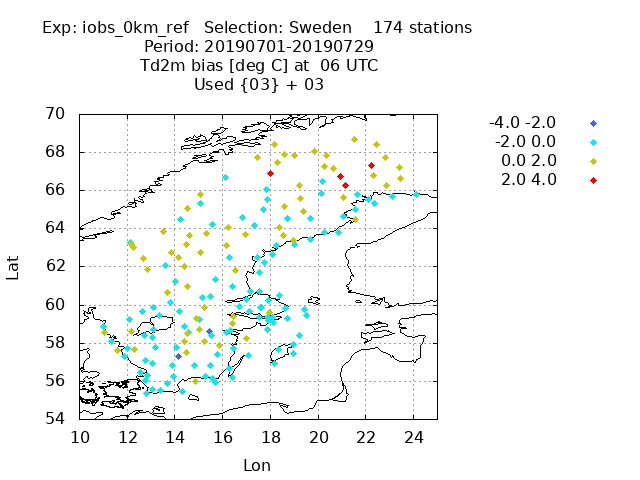 Exp: iobs_0km_ref   Selection: Sweden    174 stations
Period: 20190701-20190729
Td2m bias [deg C] at  06 UTC
Used {03} + 03
-4.0 -2.0
-2.0 0.0
0.0 2.0
2.0 4.0
70
68
66
64
62
60
58
56
54
Lat
10 12 14 16 18 20 22 24
Lon